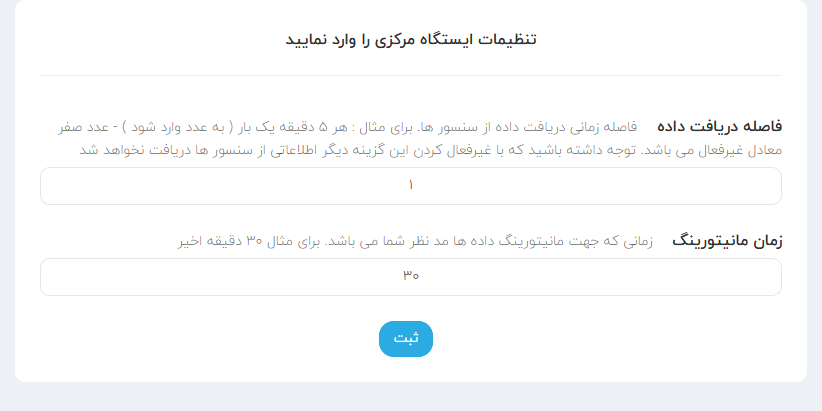 تنظیمات ایستگاه مرکزی را وارد نمایید
فاصله دریافت داده فاصله زمانی دریافت داده از سنسور ها. برای مثال : هر ۵ دقیقه یک بار ( به عدد وارد شود ) - عدد صفر
معادل غیرفعال می باشد. توجه داشته باشید که با غیرفعال کردن این گزینه دیگر اطلاعاتی از سنسور ها دریافت نخواهد شد
۱
زمان مانیتورینگ زمانی که جهت مانیتورینگ داده ها مد نظر شما می باشد. برای مثال ۳۰ دقیقه اخیر
۳۰
ثبت